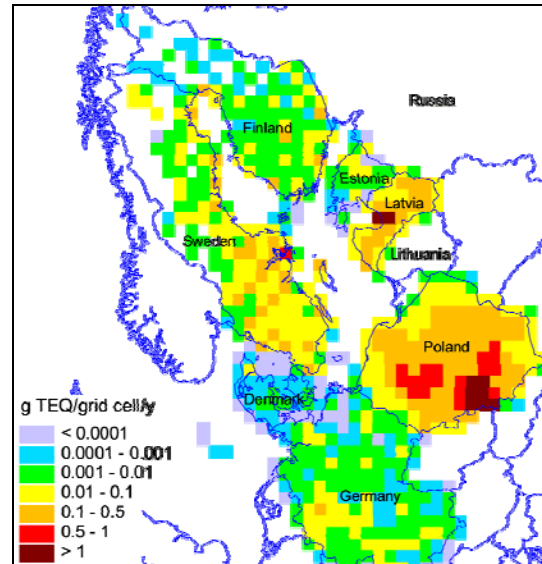 Russia
Finland
Estonia
Latvia
Sweden
Lithuania
Poland
Denmark
g TEQ/grid cell/y
< 0.0001
0.0001 - 0.001
0.001 - 0.01
0.01 - 0.1
0.1 - 0.5
0.5 - 1
> 1
Germany